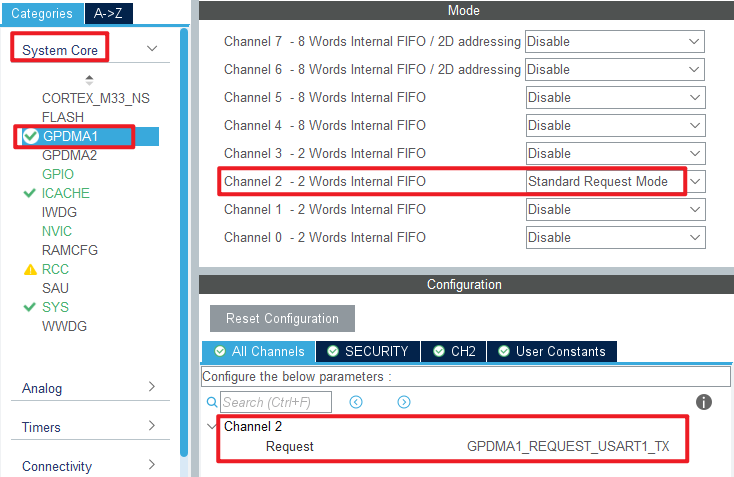 Categories A->Z
System Core
CORTEX_M33_NS
FLASH
GPDMA1
GPDMA2
GPIO
ICACHE
IWDG
NVIC
RAMCFG
RCC
SAU
SYS
WWDG
Analog
Timers
Connectivity
Mode
Channel 7 - 8 Words Internal FIFO / 2D addressing Disable
Channel 6 - 8 Words Internal FIFO / 2D addressing Disable
Channel 5 - 8 Words Internal FIFO Disable
Channel 4 - 8 Words Internal FIFO Disable
Channel 3 - 2 Words Internal FIFO Disable
Channel 2 - 2 Words Internal FIFO Standard Request Mode
Channel 1 - 2 Words Internal FIFO Disable
Channel 0 - 2 Words Internal FIFO Disable
Configuration
Reset Configuration
All Channels SECURITY CH2 User Constants
Configure the below parameters :
Search (Ctrl+F)
Channel 2
Request GPDMA1_REQUEST_USART1_TX